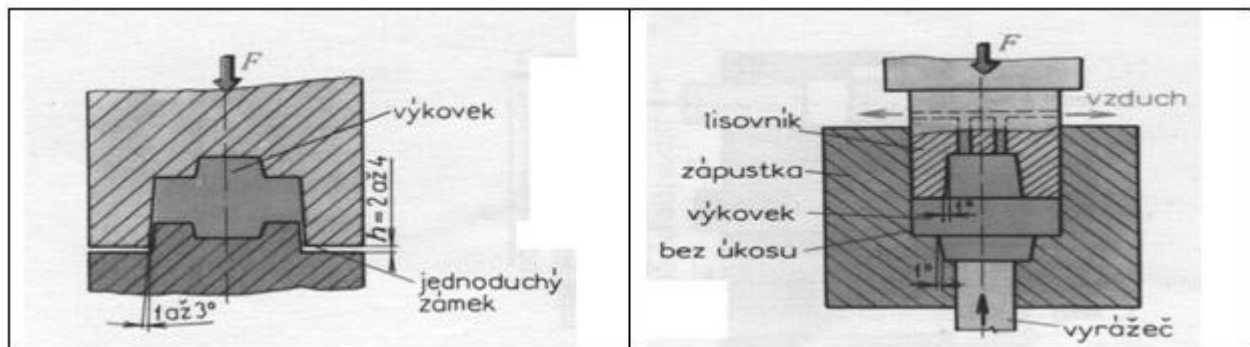 F
výkovek
h = 2 až 4
jednoduchý
zámek
1 až 3°
F
vzduch
lisovník
zápustka
výkovek
1°
bez úkosu
1°
vyrážeč